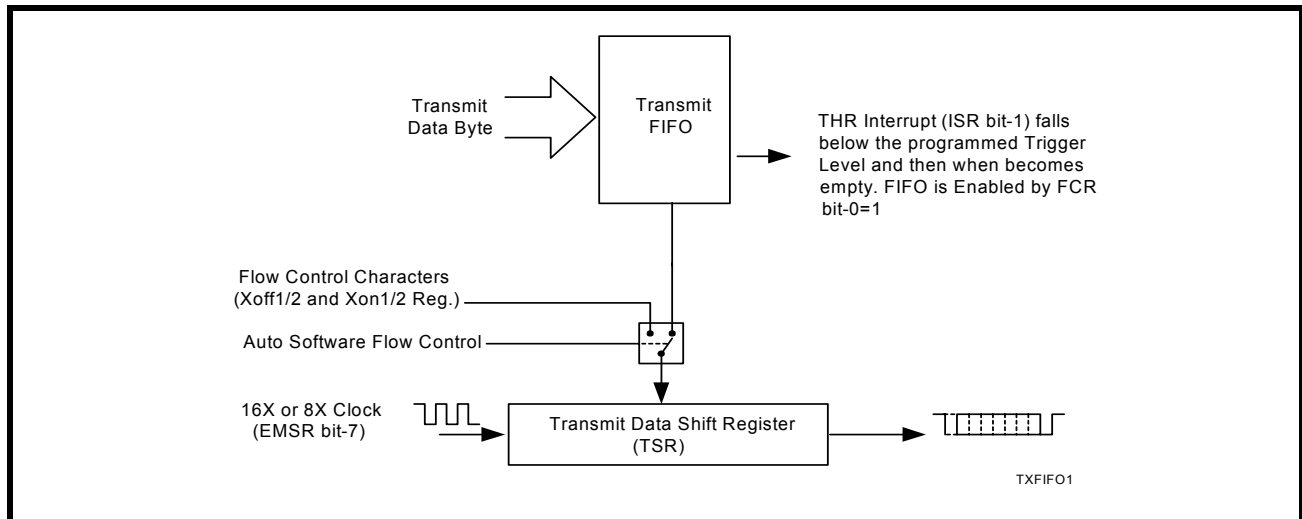 Transmit
Data Byte
Transmit
FIFO
THR Interrupt (ISR bit-1) falls
below the programmed Trigger
Level and then when becomes
empty. FIFO is Enabled by FCR
bit-0=1
Flow Control Characters
(Xoff1/2 and Xon1/2 Reg.)
Auto Software Flow Control
16X or 8X Clock
(EMSR bit-7)
Transmit Data Shift Register
(TSR)
TXFIFO1